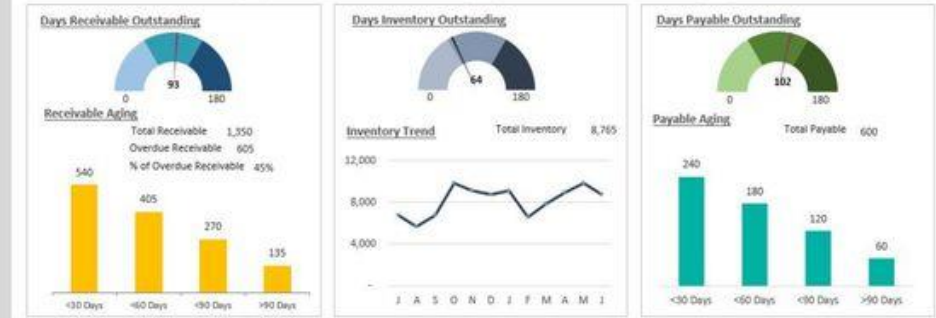 Days Receivable Outstanding
93
0 180
Receivable Aging
Total Receivable 1,350
Overdue Receivable 605
% of Overdue Receivable 45%
540
405
270
135
<30 Days <60 Days <90 Days >90 Days
Days Inventory Outstanding
64
0 180
Inventory Trend Total Inventory 8,765
12,000
8,000
4,000
-
J A S O N D J F M A M J
Days Payable Outstanding
102
0 180
Payable Aging Total Payable 600
240
180
120
60
<30 Days <60 Days <90 Days >90 Days